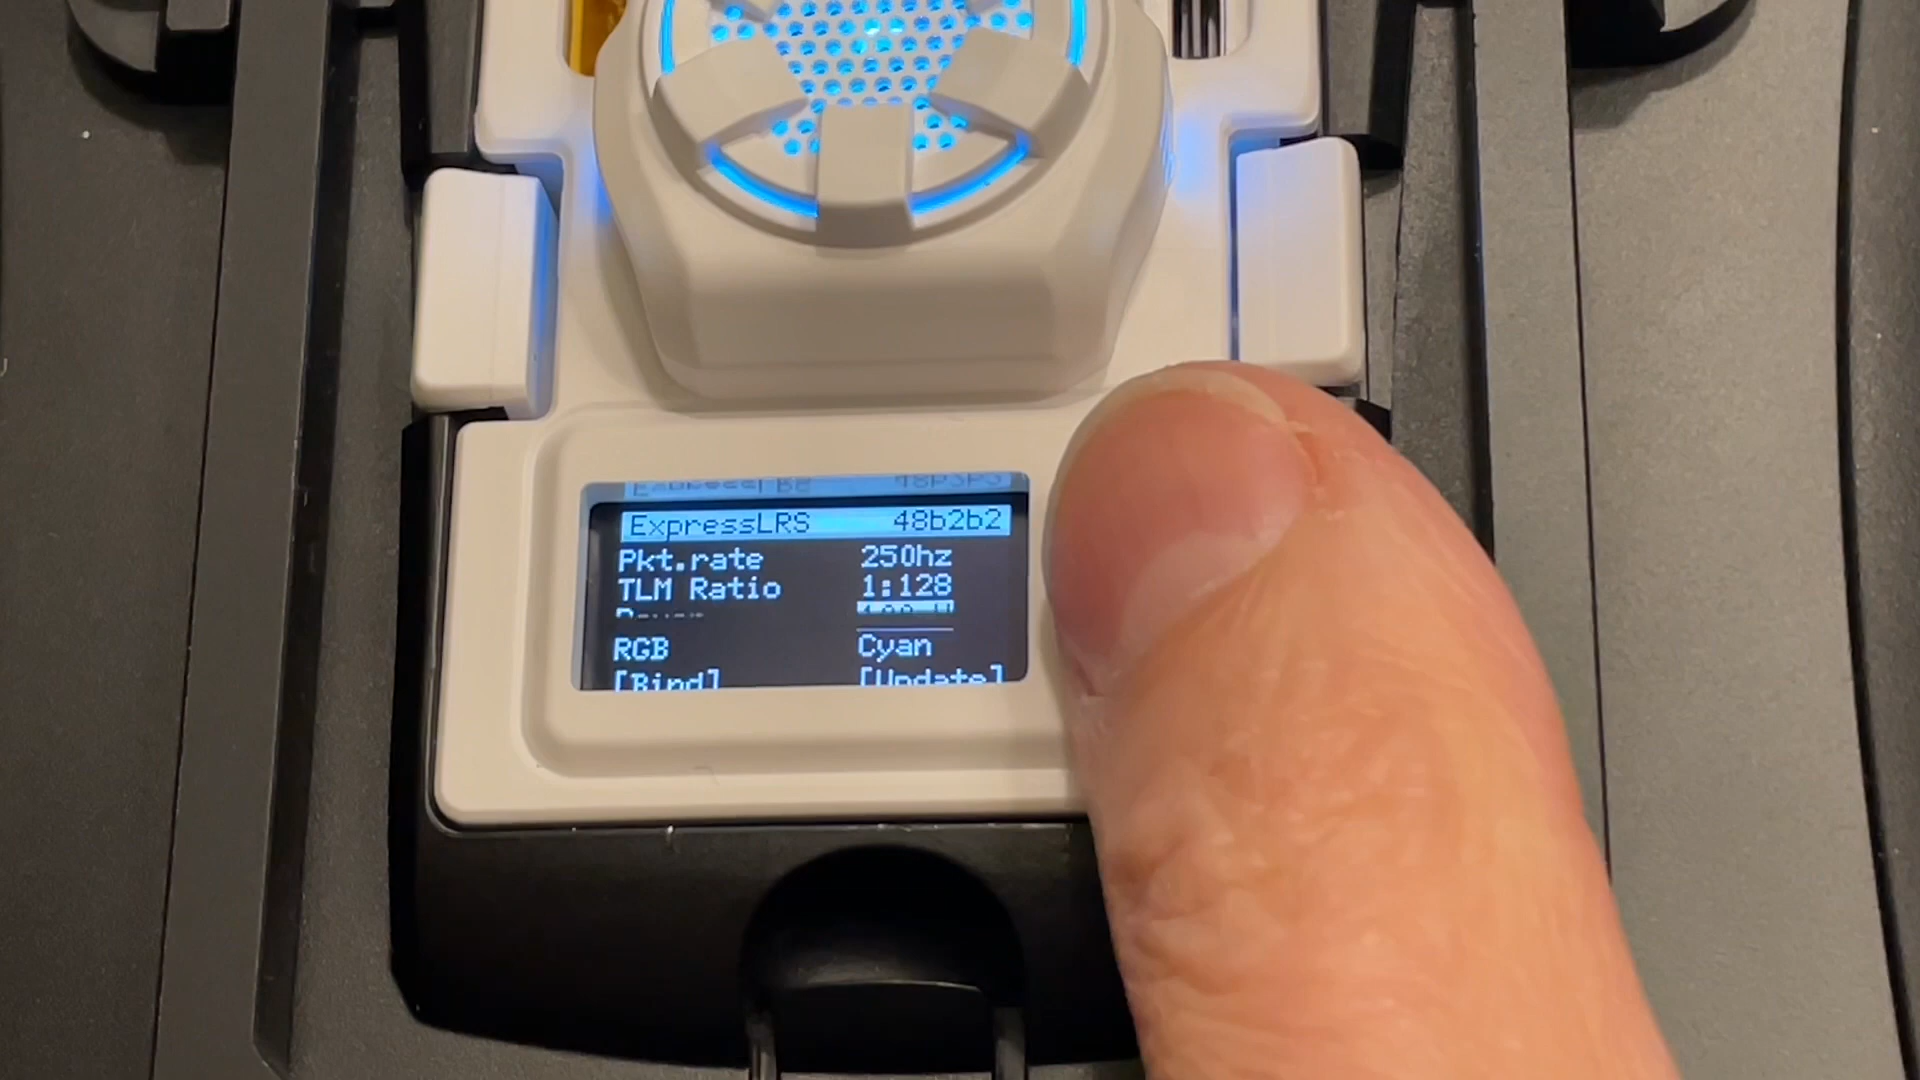 ExpressLRS 48b2b2
Pkt.rate 250hz
TLM Ratio 1:128
RGB Cyan
[Bind] [Update]